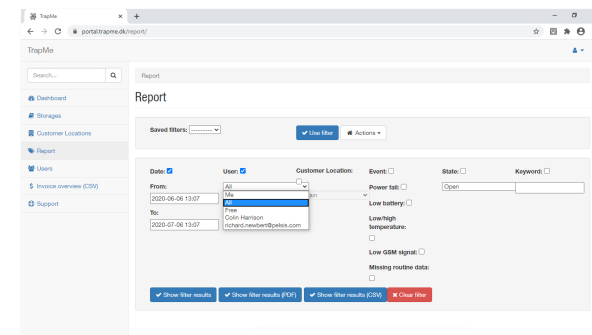 TrapMe
portal.trapme.dk/report/
TrapMe
Search...
Report
Dashboard
Storages
Customer Locations
Report
Users
Invoice overview (CSV)
Support
Report
Saved filters: ---------
Use filter
Actions
Date: User: Customer Location: Event: State: Keyword:
From: All Power fail: Open
2020-06-06 13:07
Me
All
Free
Colin Harrison
richard.newbert@pelsis.com
Low battery:
To:
2020-07-06 13:07
Low/high
temperature:
Low GSM signal:
Missing routine data:
Show filter results Show filter results (PDF) Show filter results (CSV) Clear filter